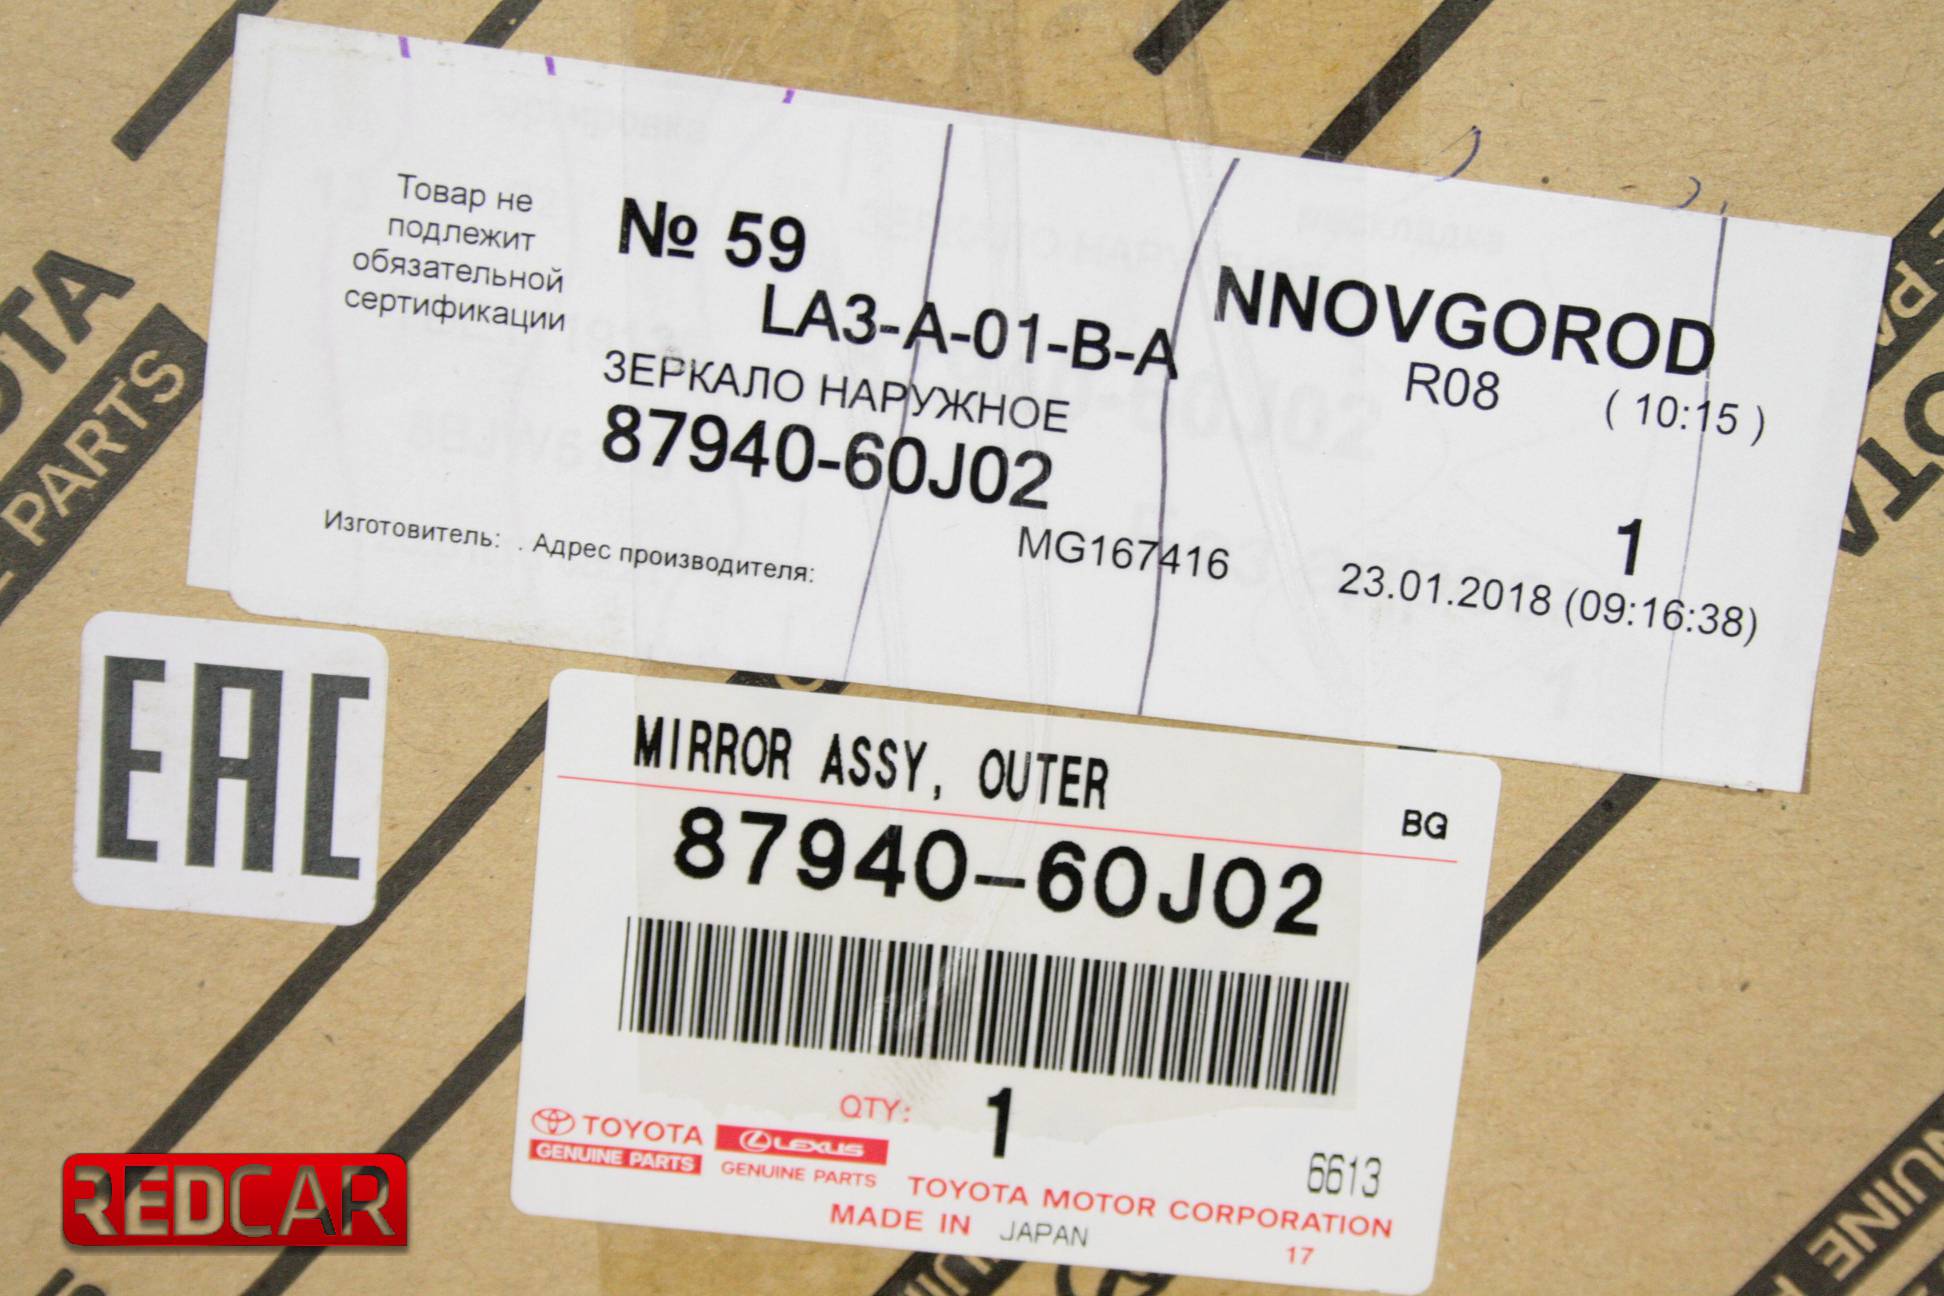 Товар не
подлежит
обязательной
сертификации
№ 59
LA3-A-01-B-A
NNOVGOROD
ЗЕРКАЛО НАРУЖНОЕ
R08 ( 10:15 )
87940-60J02
Изготовитель: . Адрес производителя:
MG167416
1
23.01.2018 (09:16:38)
EAC
MIRROR ASSY, OUTER
BG
87940-60J02
QTY: 1
TOYOTA
GENUINE PARTS
LEXUS
GENUINE PARTS
6613
TOYOTA MOTOR CORPORATION
MADE IN JAPAN
17
PARTS
REDCAR